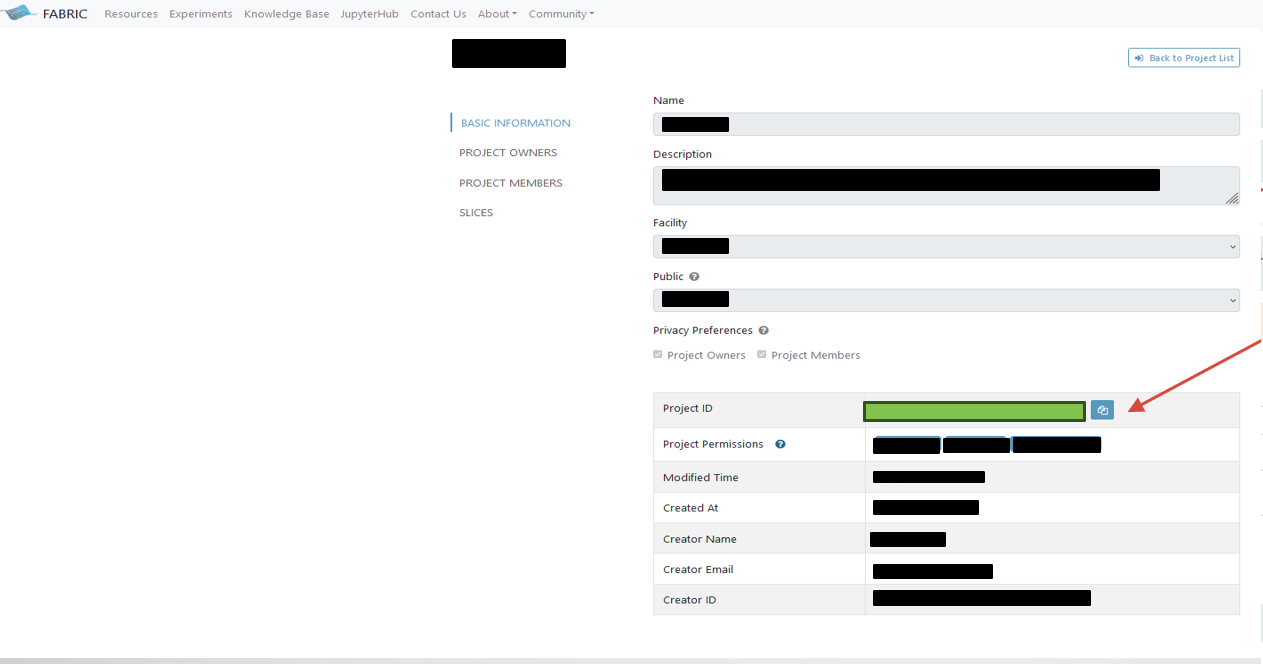 FABRIC Resources Experiments Knowledge Base JupyterHub Contact Us About Community
Back to Project List
BASIC INFORMATION
PROJECT OWNERS
PROJECT MEMBERS
SLICES
Name
Description
Facility
Public
Privacy Preferences
Project Owners Project Members
Project ID
Project Permissions
Modified Time
Created At
Creator Name
Creator Email
Creator ID